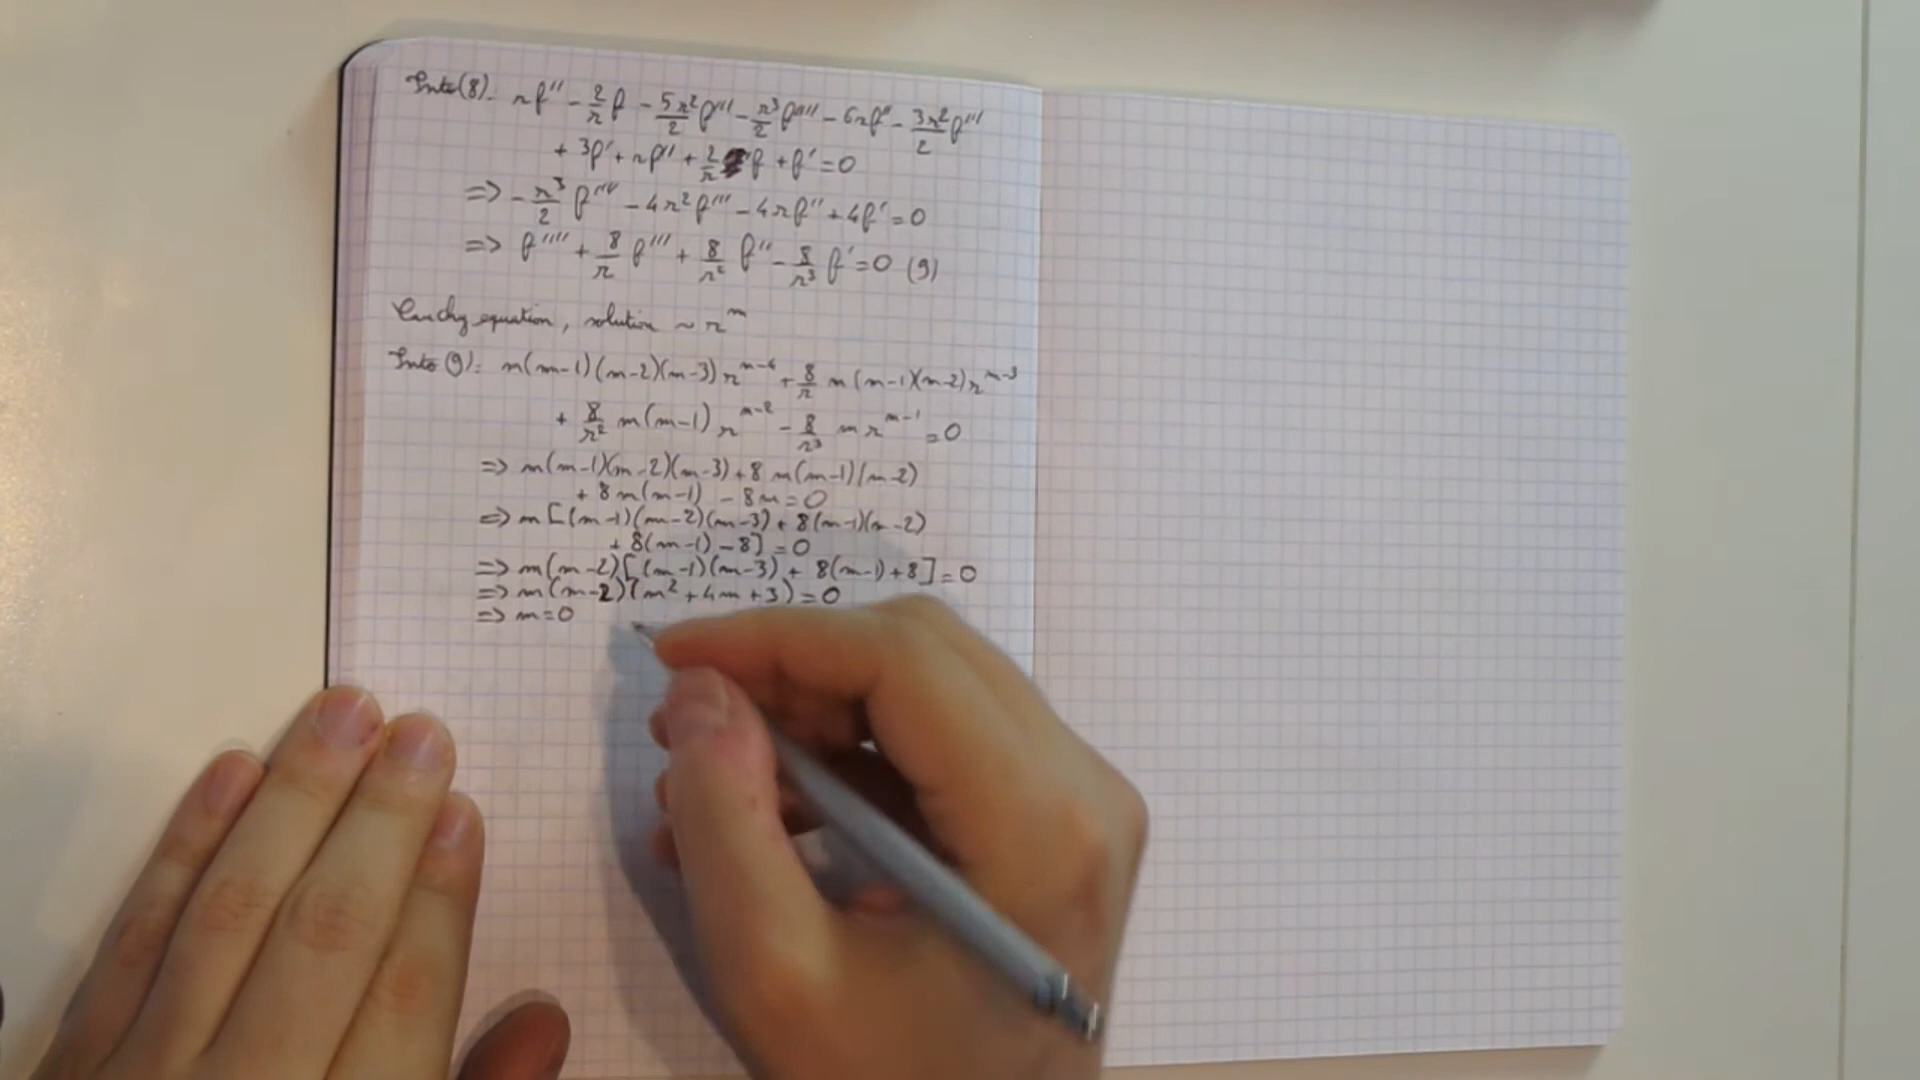 Into (8). rf'' - 2/r f - 5r²/2 f''' - r³/2 f'''' - 6rf'' - 3r²/2 f'''
+ 3f' + rf'' + 2/r f + f' = 0
=> - r³/2 f'''' - 4r² f''' - 4rf'' + 4f' = 0
=> f'''' + 8/r f''' + 8/r² f'' - 8/r³ f' = 0 (9)
Cauchy equation, solution ~ r^m
Into (9): m(m-1)(m-2)(m-3) r^(m-4) + 8/r m(m-1)(m-2) r^(m-3)
+ 8/r² m(m-1) r^(m-2) - 8/r³ m r^(m-1) = 0
=> m(m-1)(m-2)(m-3) + 8m(m-1)(m-2)
+ 8m(m-1) - 8m = 0
=> m[(m-1)(m-2)(m-3) + 8(m-1)(m-2)
+ 8(m-1) - 8] = 0
=> m(m-2)[(m-1)(m-3) + 8(m-1) + 8] = 0
=> m(m-2)(m² + 4m + 3) = 0
=> m = 0